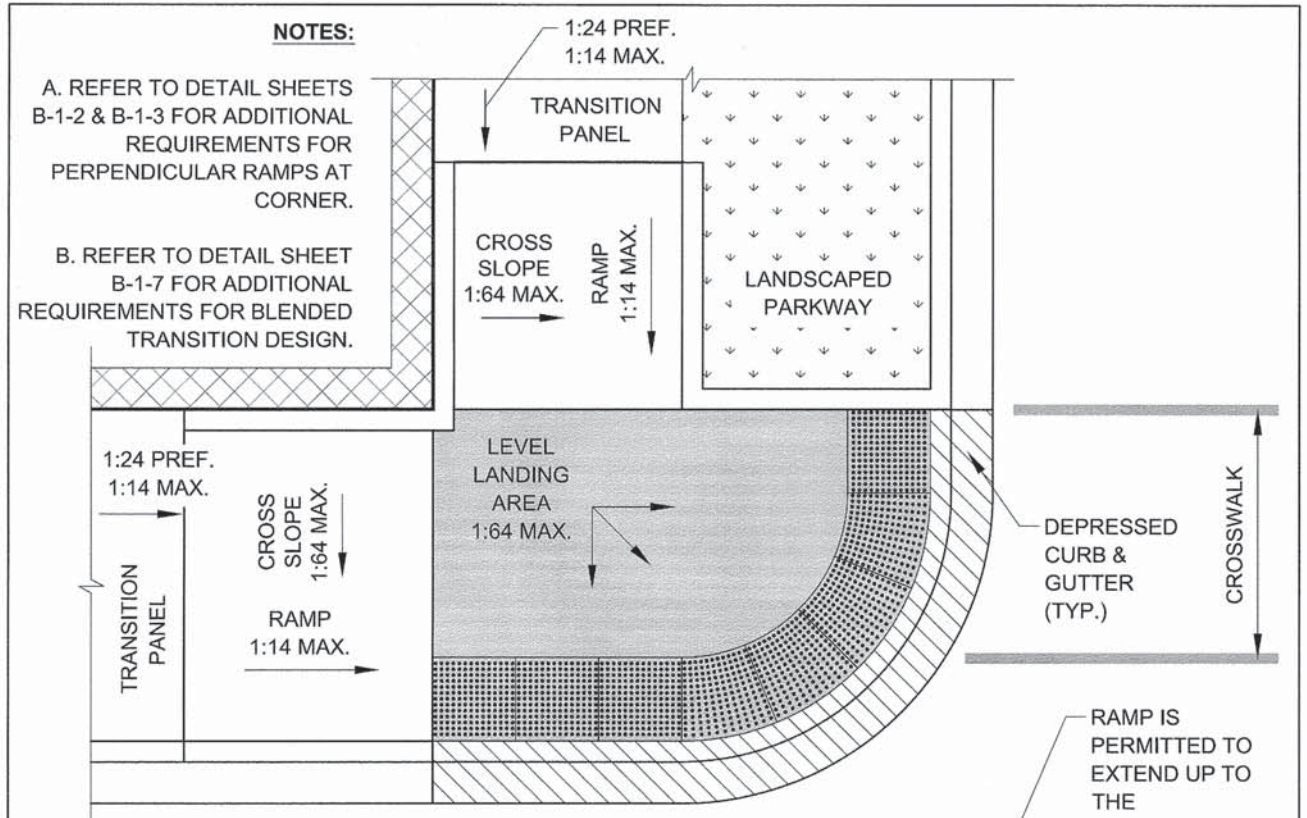 NOTES:
A. REFER TO DETAIL SHEETS
B-1-2 & B-1-3 FOR ADDITIONAL
REQUIREMENTS FOR
PERPENDICULAR RAMPS AT
CORNER.
B. REFER TO DETAIL SHEET
B-1-7 FOR ADDITIONAL
REQUIREMENTS FOR BLENDED
TRANSITION DESIGN.
1:24 PREF.
1:14 MAX.
TRANSITION
PANEL
CROSS
SLOPE
1:64 MAX.
RAMP
1:14 MAX.
LANDSCAPED
PARKWAY
1:24 PREF.
1:14 MAX.
TRANSITION
PANEL
CROSS
SLOPE
1:64 MAX.
RAMP
1:14 MAX.
LEVEL
LANDING
AREA
1:64 MAX.
DEPRESSED
CURB &
GUTTER
(TYP.)
CROSSWALK
RAMP IS
PERMITTED TO
EXTEND UP TO
THE